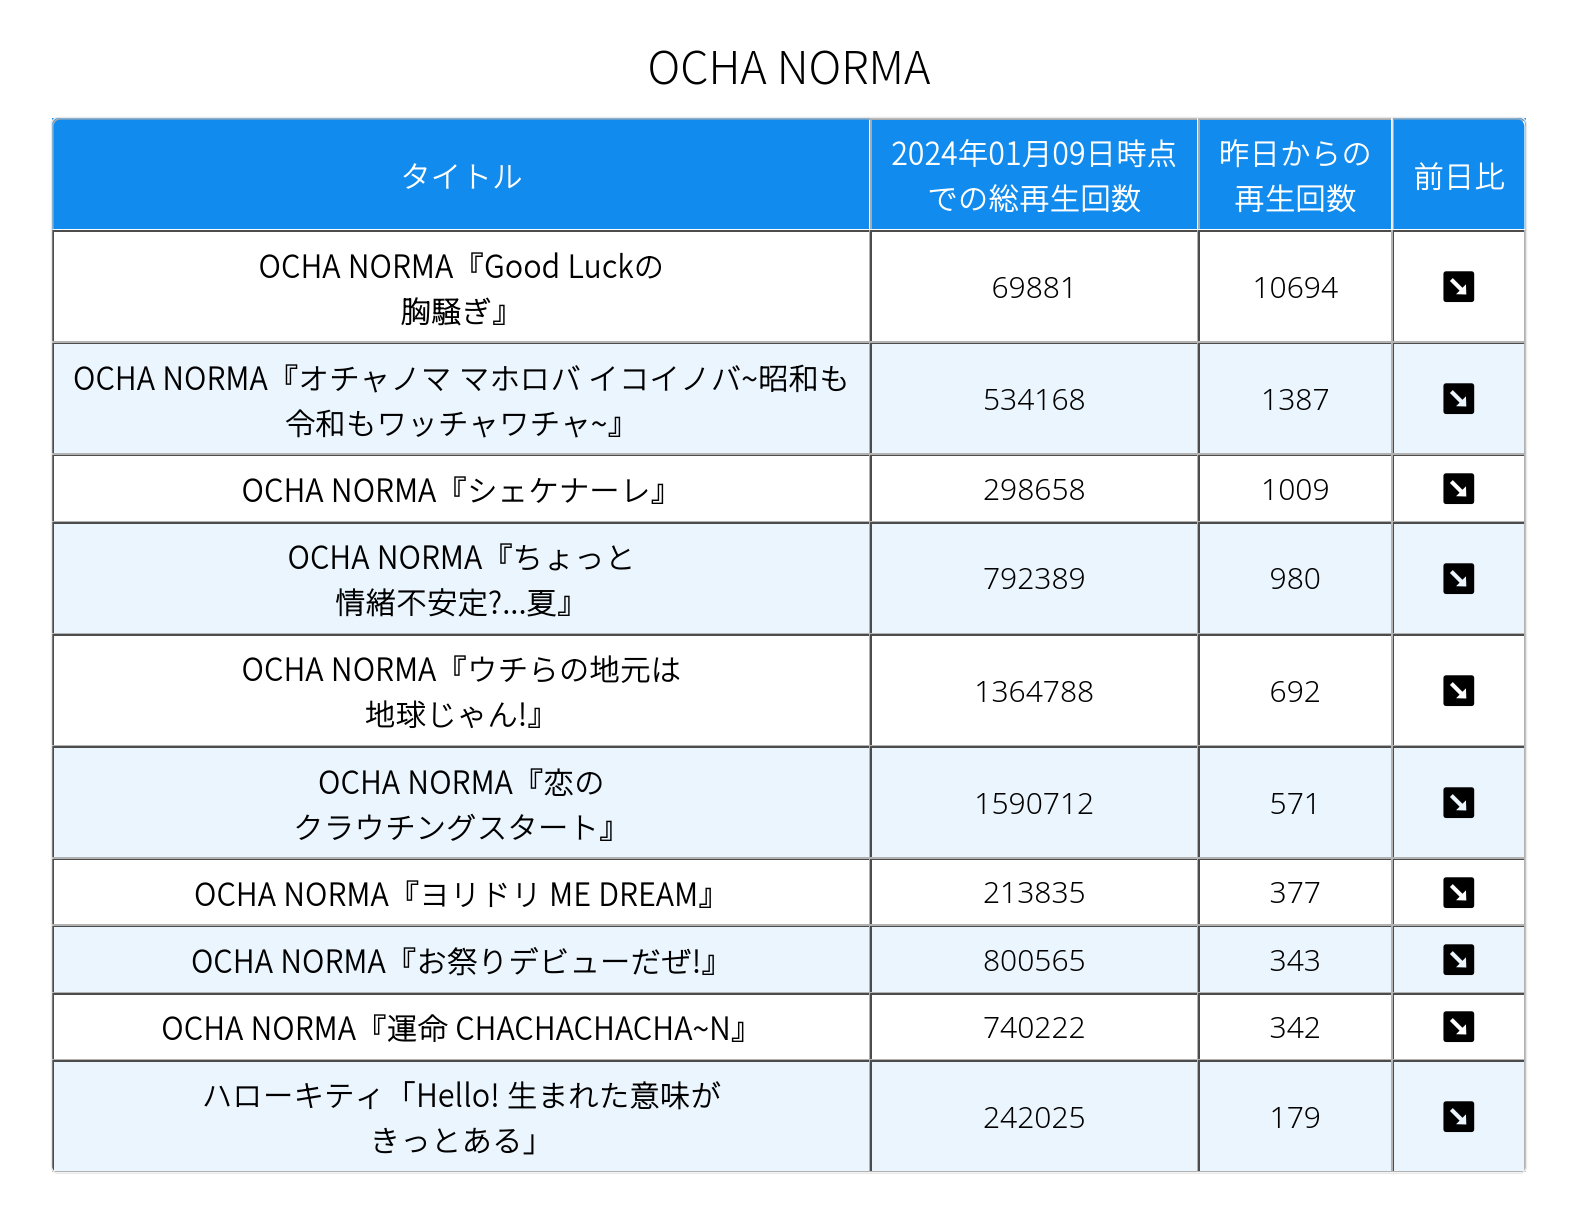 OCHA NORMA
タイトル
2024年01月09日時点
での総再生回数
昨日からの
再生回数
前日比
OCHA NORMA『Good Luckの
胸騒ぎ』
69881
10694
OCHA NORMA『オチャノマ マホロバ イコイノバ~昭和も
令和もワッチャワチャ~』
534168
1387
OCHA NORMA『シェケナーレ』
298658
1009
OCHA NORMA『ちょっと
情緒不安定?...夏』
792389
980
OCHA NORMA『ウチらの地元は
地球じゃん!』
1364788
692
OCHA NORMA『恋の
クラウチングスタート』
1590712
571
OCHA NORMA『ヨリドリ ME DREAM』
213835
377
OCHA NORMA『お祭りデビューだぜ!』
800565
343
OCHA NORMA『運命 CHACHACHACHA~N』
740222
342
ハローキティ「Hello! 生まれた意味が
きっとある」
242025
179